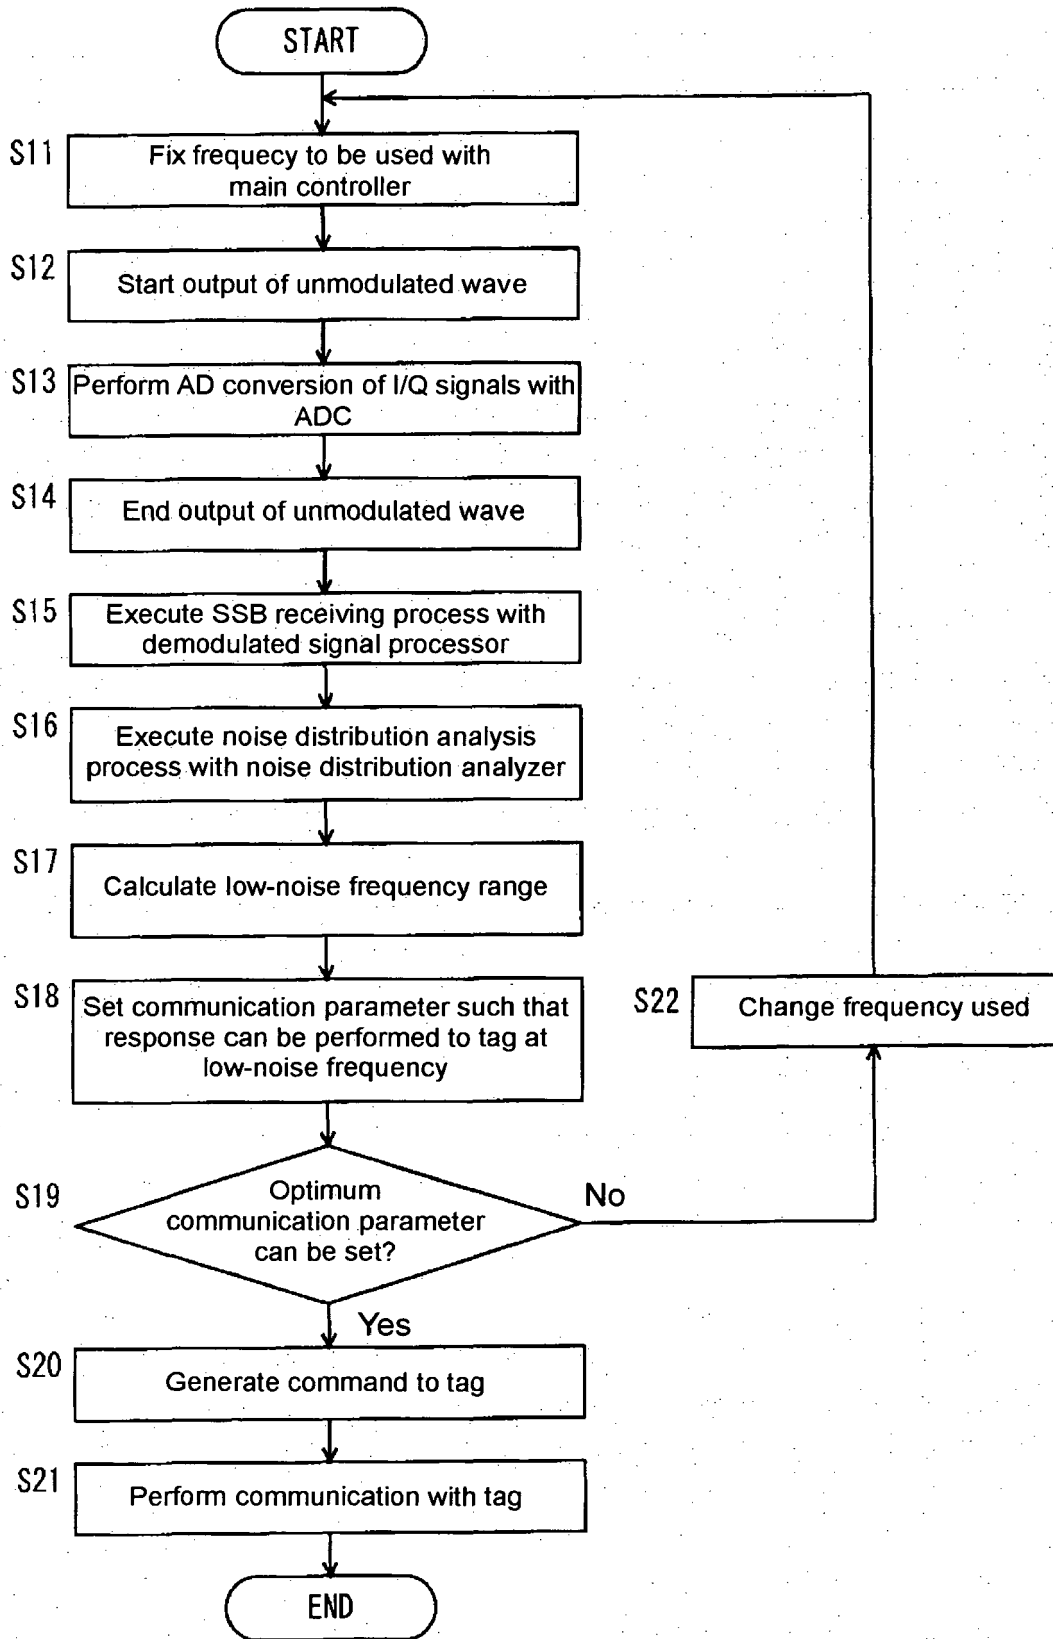 START
S11
Fix frequecy to be used with
main controller
S12
Start output of unmodulated wave
S13
Perform AD conversion of I/Q signals with
ADC
S14
End output of unmodulated wave
S15
Execute SSB receiving process with
demodulated signal processor
S16
Execute noise distribution analysis
process with noise distribution analyzer
S17
Calculate low-noise frequency range
S18
Set communication parameter such that
response can be performed to tag at
low-noise frequency
S22
Change frequency used
S19
Optimum
communication parameter
can be set?
No
Yes
S20
Generate command to tag
S21
Perform communication with tag
END